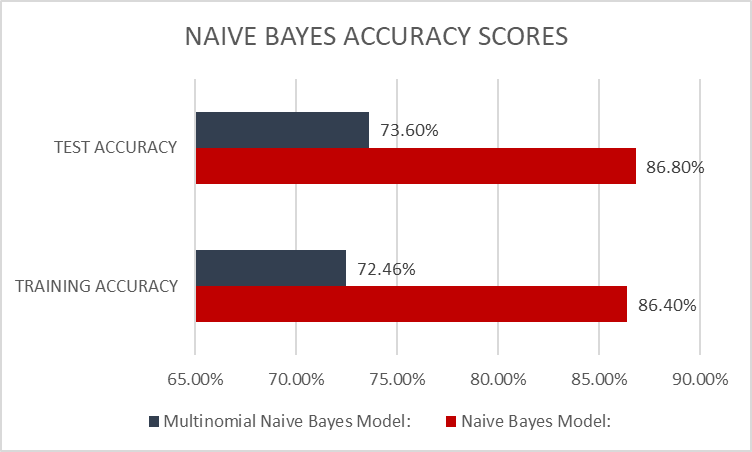 NAIVE BAYES ACCURACY SCORES
73.60%
TEST ACCURACY
86.80%
72.46%
TRAINING ACCURACY
86.40%
65.00% 70.00% 75.00% 80.00% 85.00% 90.00%
Multinomial Naive Bayes Model: Naive Bayes Model: